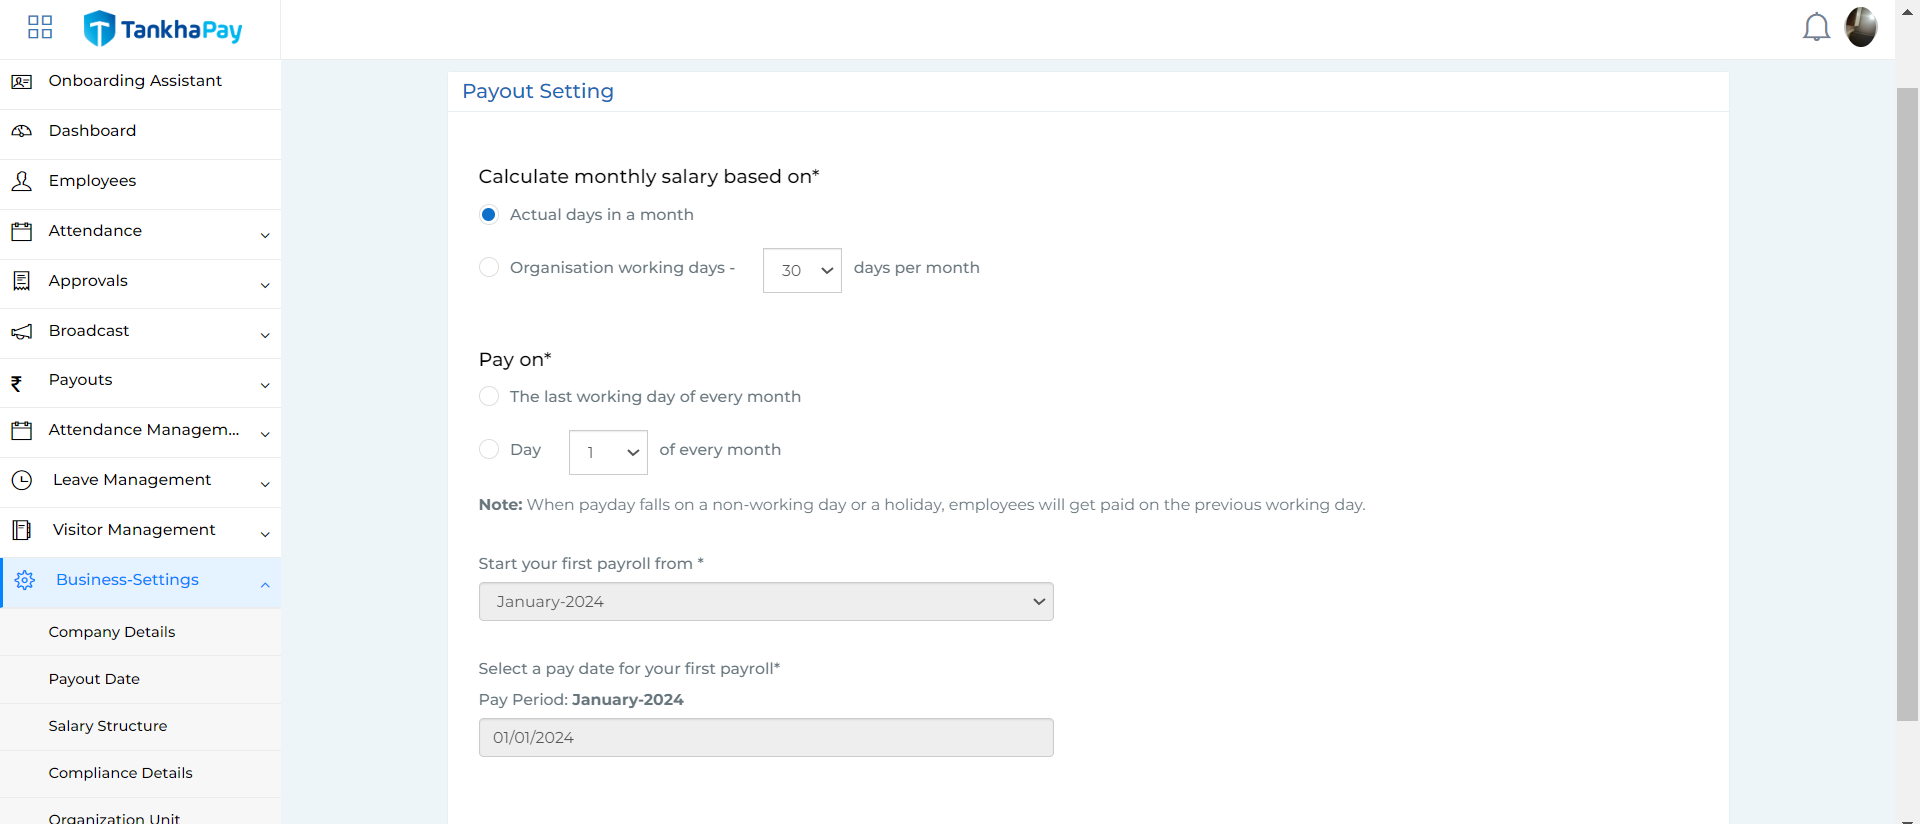 TankhaPay
Onboarding Assistant
Dashboard
Employees
Attendance
Approvals
Broadcast
Payouts
Attendance Managem...
Leave Management
Visitor Management
Business-Settings
Company Details
Payout Date
Salary Structure
Compliance Details
Organization Unit
Payout Setting
Calculate monthly salary based on*
Actual days in a month
Organisation working days - 30 days per month
Pay on*
The last working day of every month
Day 1 of every month
Note: When payday falls on a non-working day or a holiday, employees will get paid on the previous working day.
Start your first payroll from *
January-2024
Select a pay date for your first payroll*
Pay Period: January-2024
01/01/2024